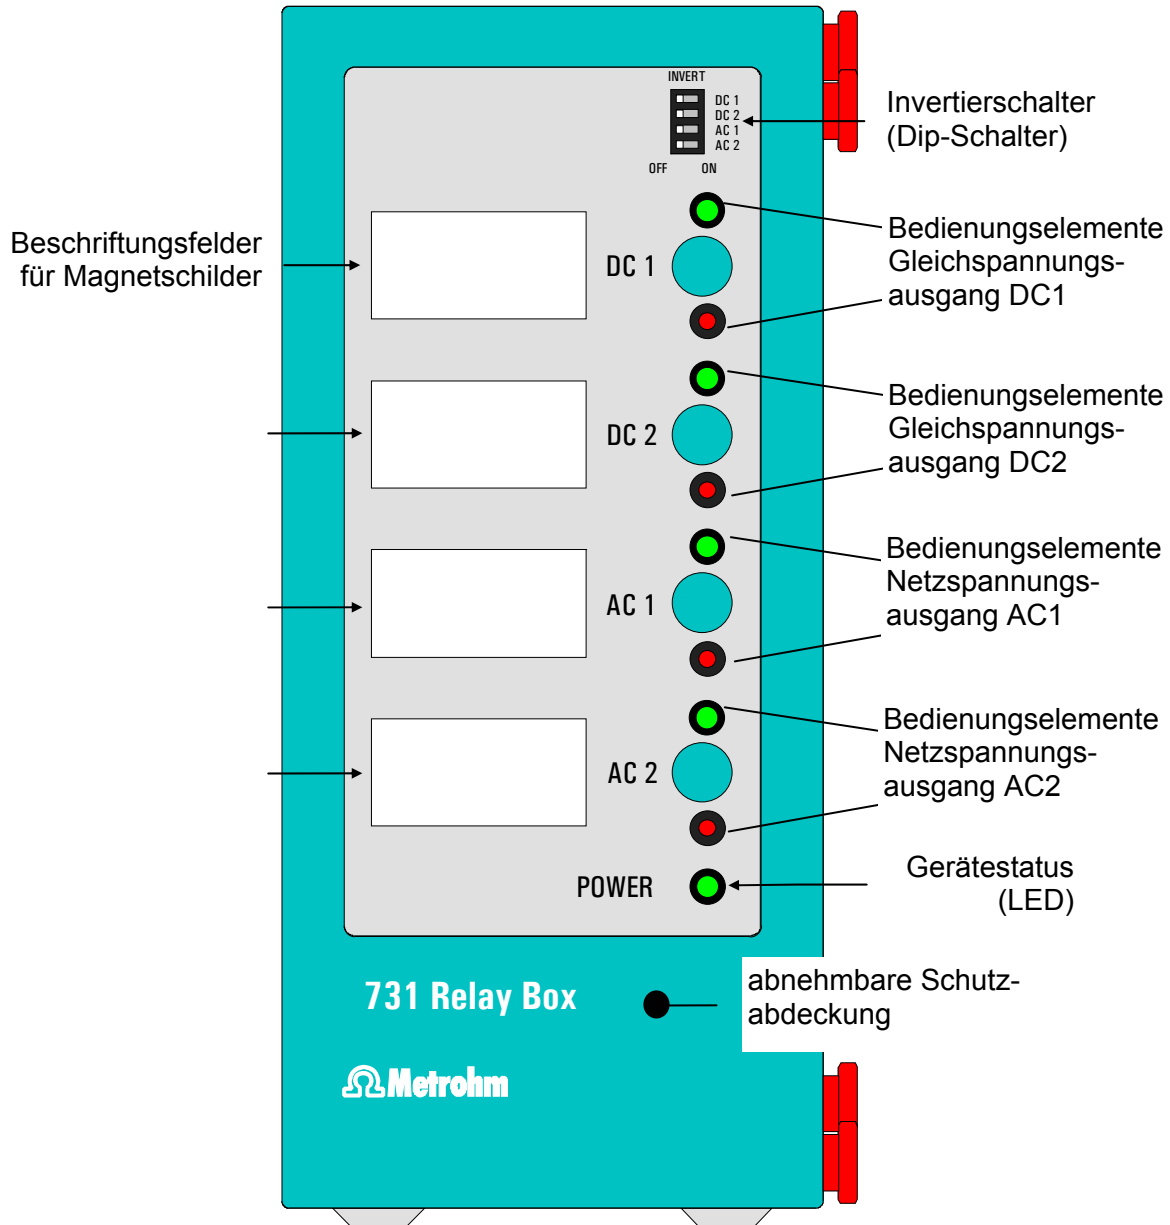 INVERT
DC 1
DC 2
AC 1
AC 2
OFF ON
Invertierschalter
(Dip-Schalter)
Beschriftungsfelder
für Magnetschilder
DC 1
Bedienungselemente
Gleichspannungs-
ausgang DC1
DC 2
Bedienungselemente
Gleichspannungs-
ausgang DC2
AC 1
Bedienungselemente
Netzspannungs-
ausgang AC1
AC 2
Bedienungselemente
Netzspannungs-
ausgang AC2
POWER
Gerätestatus
(LED)
731 Relay Box
abnehmbare Schutz-
abdeckung
Metrohm